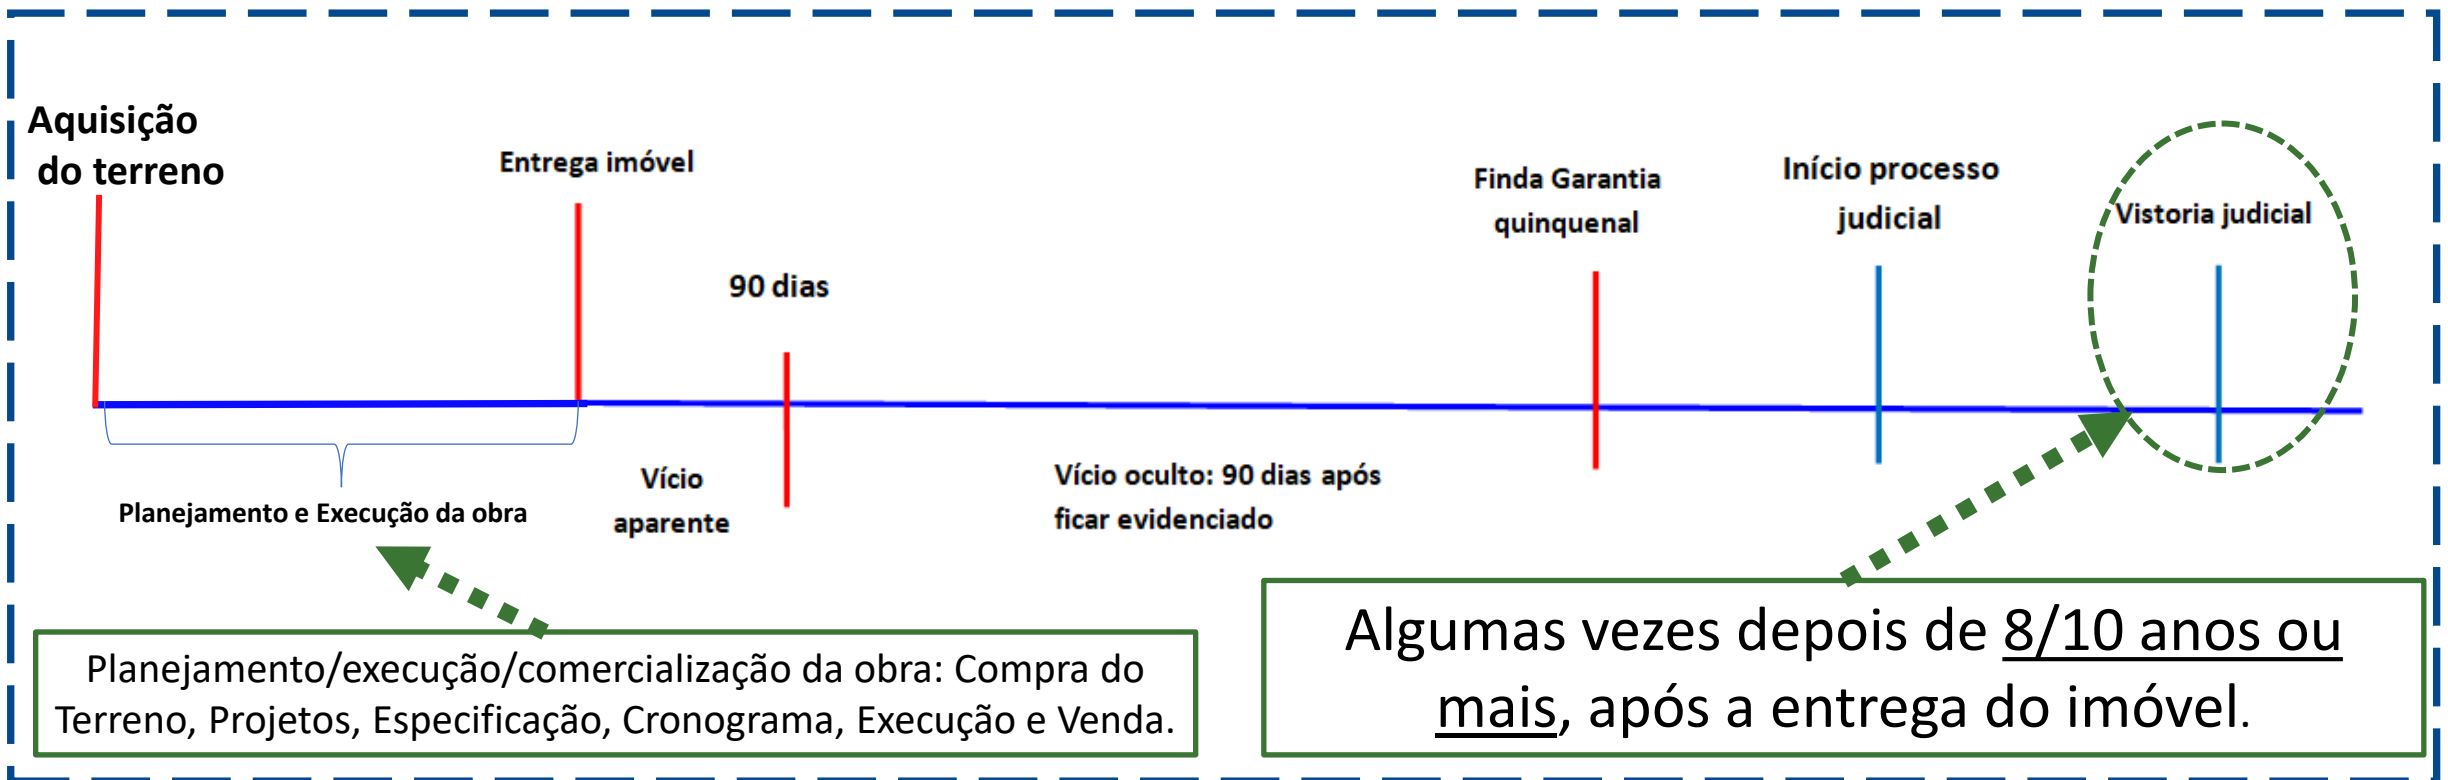 Aquisição
do terreno
Entrega imóvel
90 dias
Finda Garantia
quinquenal
Início processo
judicial
Vistoria judicial
Planejamento e Execução da obra
Vício
aparente
Vício oculto: 90 dias após
ficar evidenciado
Planejamento/execução/comercialização da obra: Compra do
Terreno, Projetos, Especificação, Cronograma, Execução e Venda.
Algumas vezes depois de 8/10 anos ou
mais, após a entrega do imóvel.